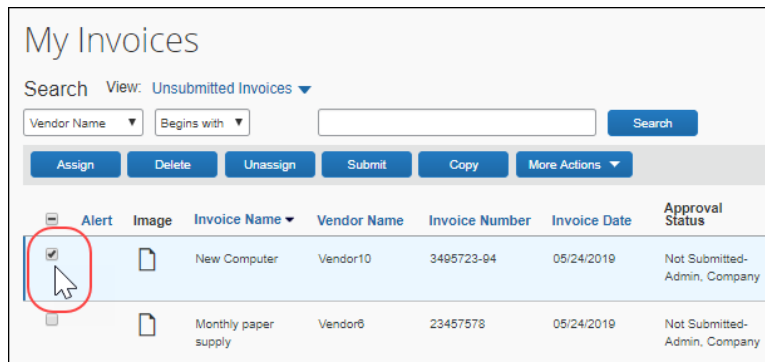 My Invoices
Search View: Unsubmitted Invoices
Vendor Name Begins with Search
Assign Delete Unassign Submit Copy More Actions
Alert Image Invoice Name Vendor Name Invoice Number Invoice Date Approval Status
New Computer Vendor10 3495723-94 05/24/2019 Not Submitted-
Admin, Company
Monthly paper Vendor6 23457578 05/24/2019 Not Submitted-
supply Admin, Company